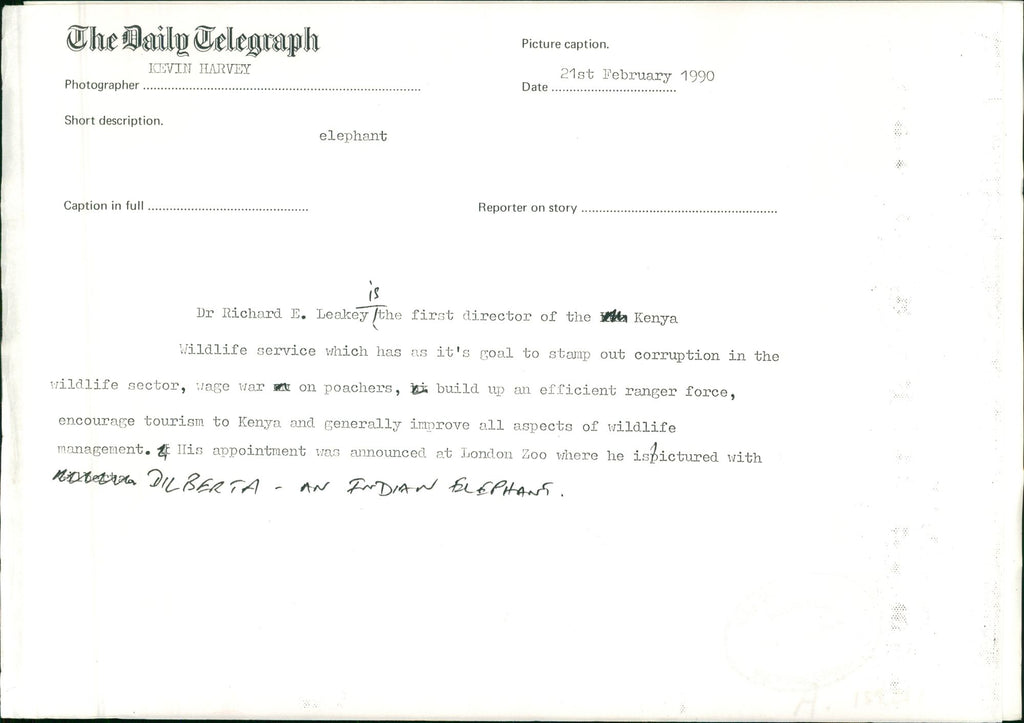 The Daily Telegraph
Picture caption.
KEVIN HARVEY
Photographer
21st February 1990
Date
Short description.
elephant
Caption in full
Reporter on story
is
Dr Richard E. Leakey the first director of the Kenya
Wildlife service which has as it's goal to stamp out corruption in the
wildlife sector, wage war on poachers, build up an efficient ranger force,
encourage tourism to Kenya and generally improve all aspects of wildlife
management. His appointment was announced at London Zoo where he is pictured with
DILBERTA - AN INDIAN ELEPHANT.